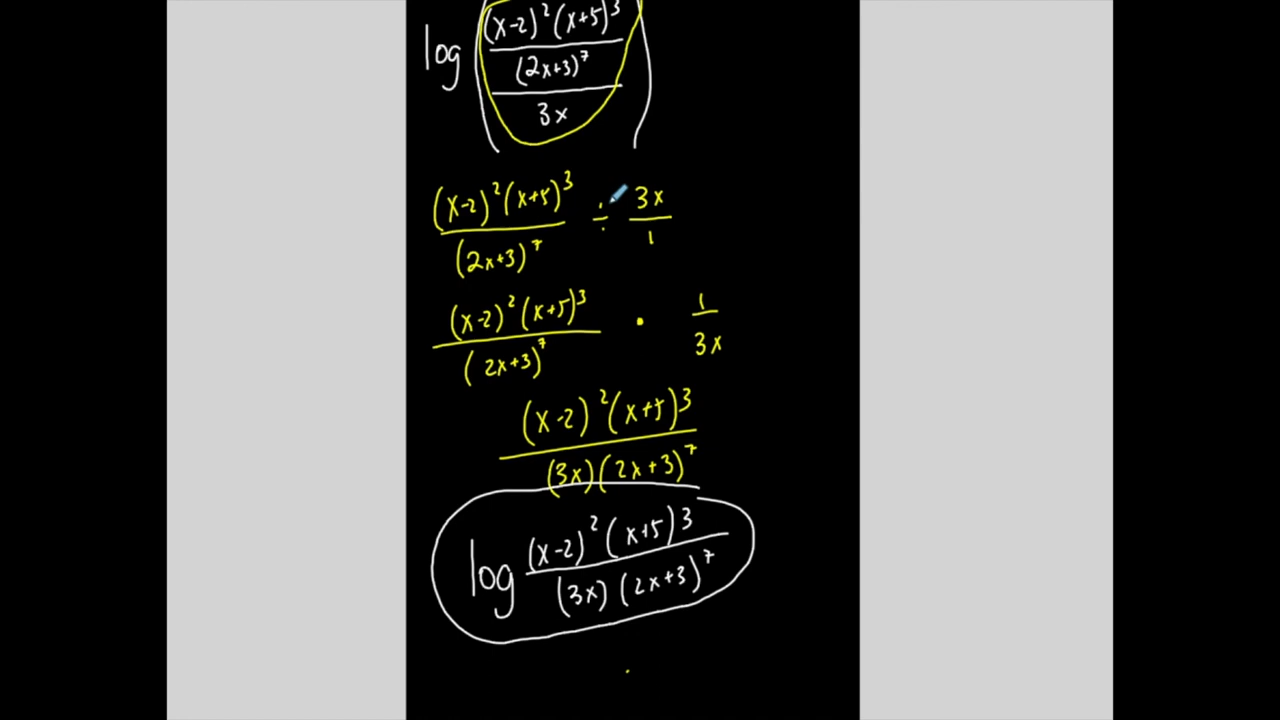 log ( (x-2)²(x+5)³ / (2x+3)⁷ / 3x )
(x-2)²(x+5)³ / (2x+3)⁷ ÷ 3x / 1
(x-2)²(x+5)³ / (2x+3)⁷ · 1 / 3x
(x-2)²(x+5)³ / (3x)(2x+3)⁷
log (x-2)²(x+5)³ / (3x)(2x+3)⁷